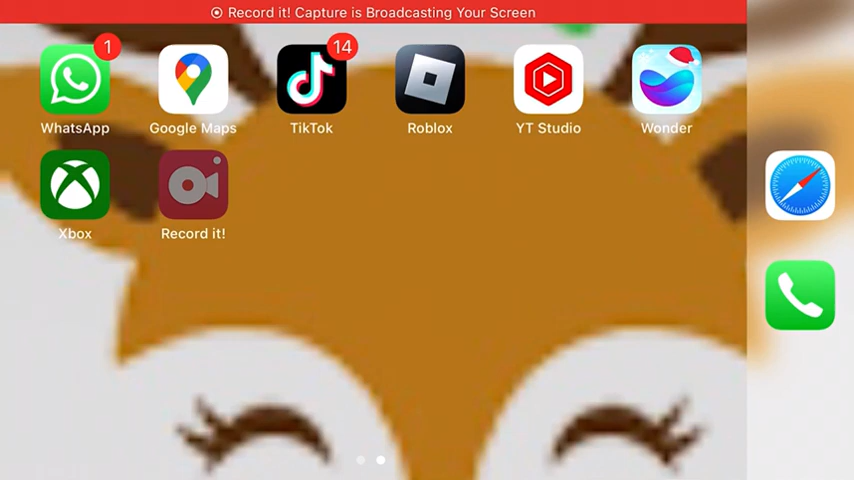 Record it! Capture is Broadcasting Your Screen
1
14
WhatsApp
Google Maps
TikTok
Roblox
YT Studio
Wonder
Xbox
Record it!